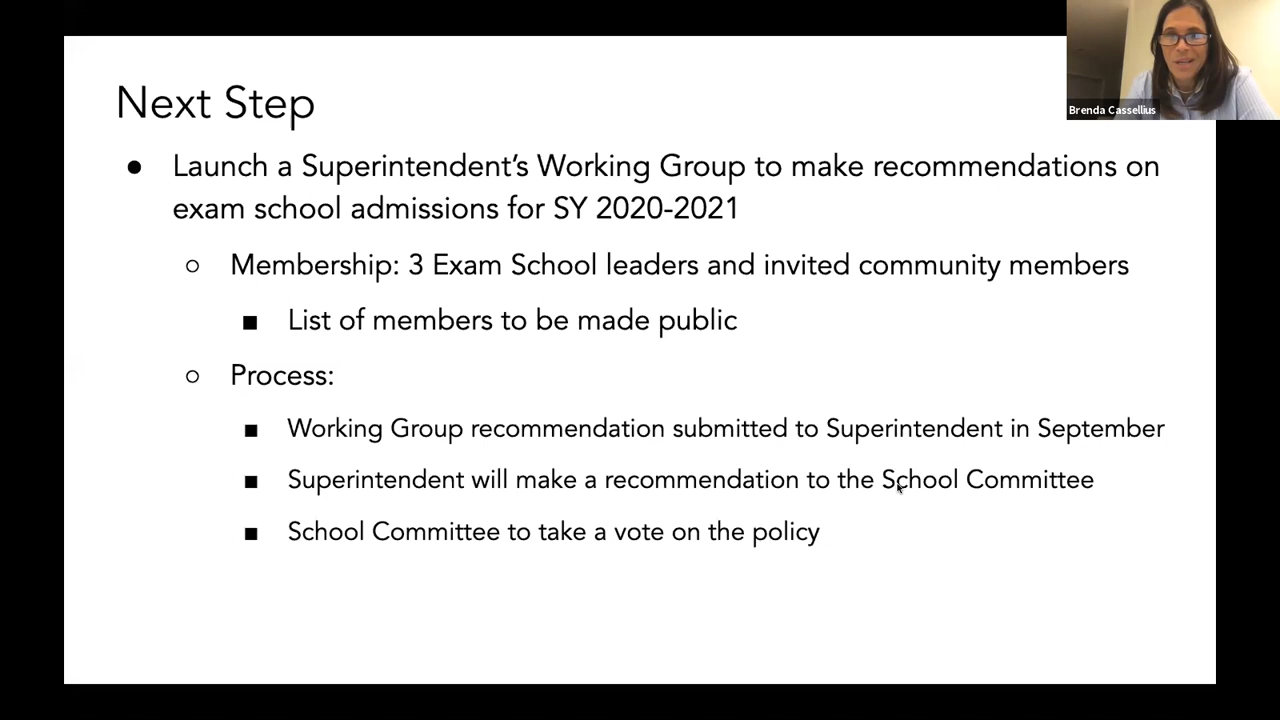 Next Step
● Launch a Superintendent’s Working Group to make recommendations on
exam school admissions for SY 2020-2021
○ Membership: 3 Exam School leaders and invited community members
■ List of members to be made public
○ Process:
■ Working Group recommendation submitted to Superintendent in September
■ Superintendent will make a recommendation to the School Committee
■ School Committee to take a vote on the policy
Brenda Cassellius